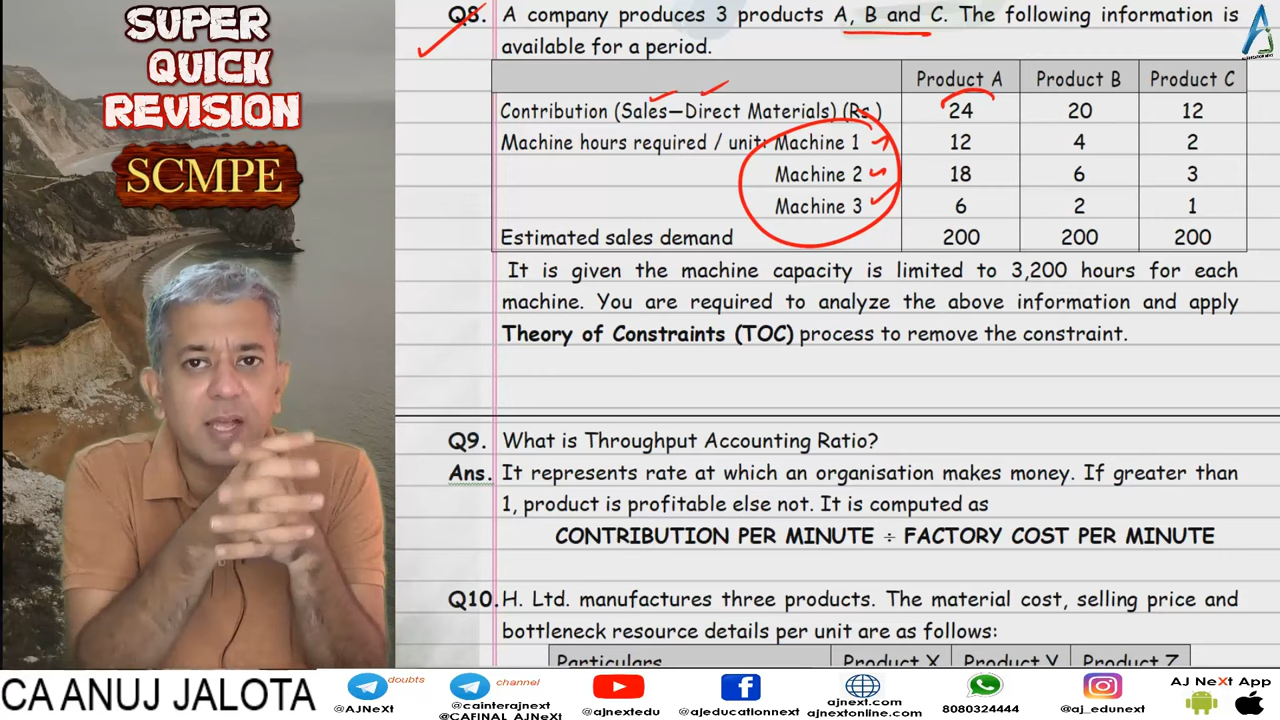 SUPER
QUICK
REVISION
SCMPE
Q8. A company produces 3 products A, B and C. The following information is
available for a period.
Product A Product B Product C
Contribution (Sales–Direct Materials) (Rs.) 24 20 12
Machine hours required / unit: Machine 1 12 4 2
Machine 2 18 6 3
Machine 3 6 2 1
Estimated sales demand 200 200 200
It is given the machine capacity is limited to 3,200 hours for each
machine. You are required to analyze the above information and apply
Theory of Constraints (TOC) process to remove the constraint.
Q9. What is Throughput Accounting Ratio?
Ans. It represents rate at which an organisation makes money. If greater than
1, product is profitable else not. It is computed as
CONTRIBUTION PER MINUTE ÷ FACTORY COST PER MINUTE
Q10. H. Ltd. manufactures three products. The material cost, selling price and
bottleneck resource details per unit are as follows:
Particulars Product X Product Y Product Z
CA ANUJ JALOTA
doubts
@AJNeXt
channel
@cainterajnext
@CAFINAL_AJNeXt
@ajnextedu
@ajeducationnext
ajnext.com
ajnextonline.com
8080324444
@aj_edunext
AJ NeXt App